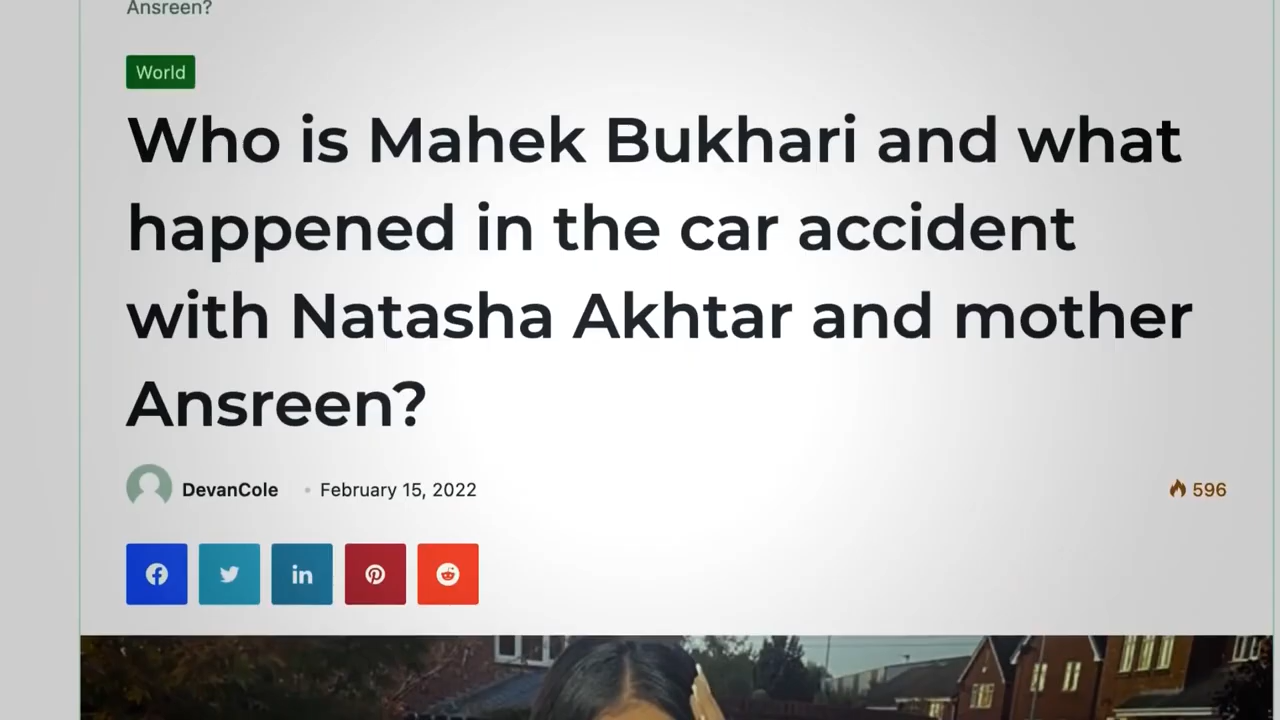 Ansreen?
World
Who is Mahek Bukhari and what
happened in the car accident
with Natasha Akhtar and mother
Ansreen?
DevanCole
February 15, 2022
596